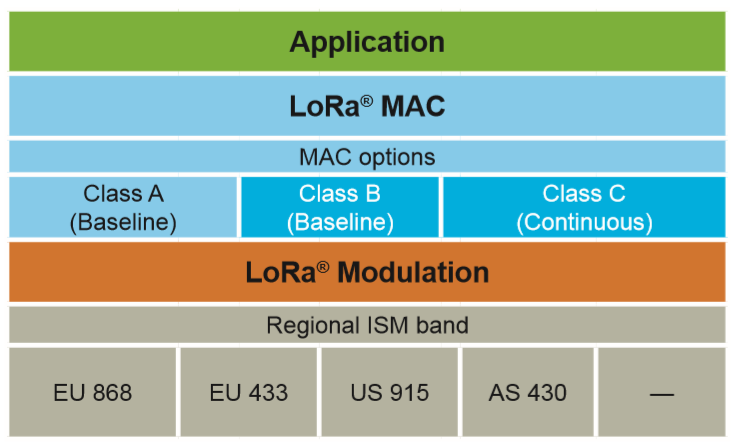 Application
LoRa® MAC
MAC options
Class A
(Baseline)
Class B
(Baseline)
Class C
(Continuous)
LoRa® Modulation
Regional ISM band
EU 868
EU 433
US 915
AS 430
—